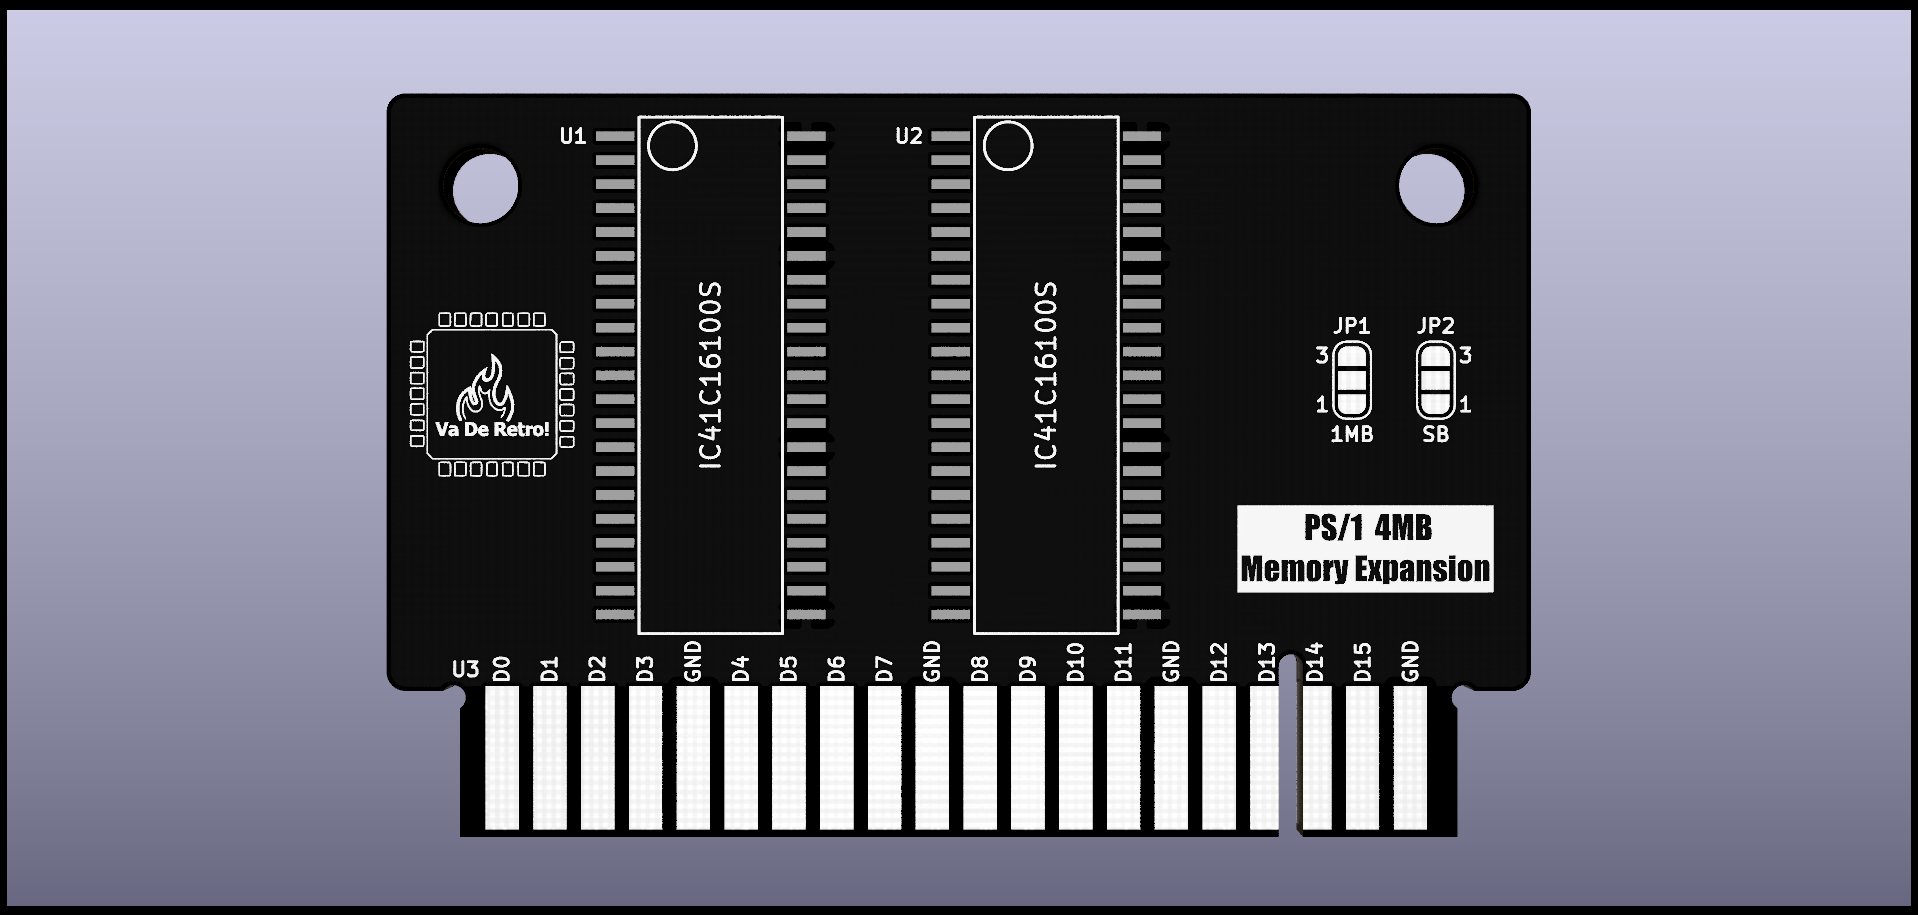 U1
U2
IC41C16100S
IC41C16100S
JP1
JP2
3
3
1
1
1MB
SB
Va De Retro!
PS/1 4MB
Memory Expansion
U3
D0
D1
D2
D3
GND
D4
D5
D6
D7
GND
D8
D9
D10
D11
GND
D12
D13
D14
D15
GND